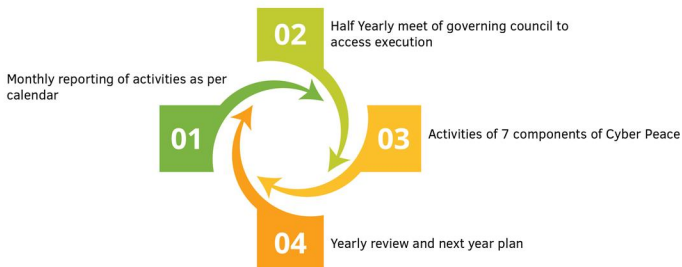 02
Half Yearly meet of governing council to
access execution
Monthly reporting of activities as per
calendar
01
03
Activities of 7 components of Cyber Peace
04
Yearly review and next year plan